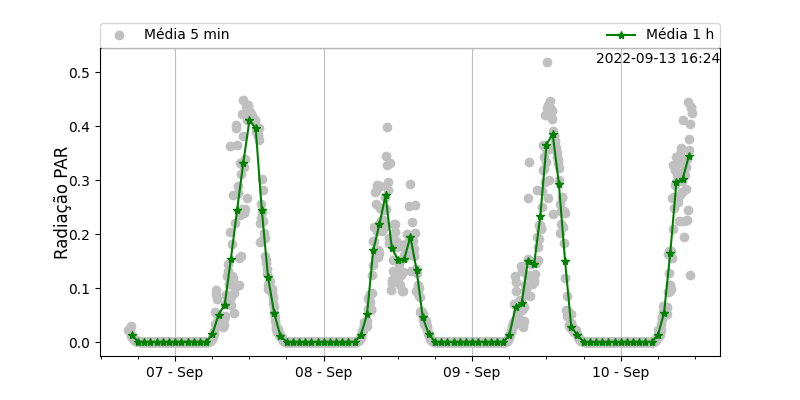 Média 5 min
Média 1 h
2022-09-13 16:24
Radiação PAR
0.5
0.4
0.3
0.2
0.1
0.0
07 - Sep
08 - Sep
09 - Sep
10 - Sep